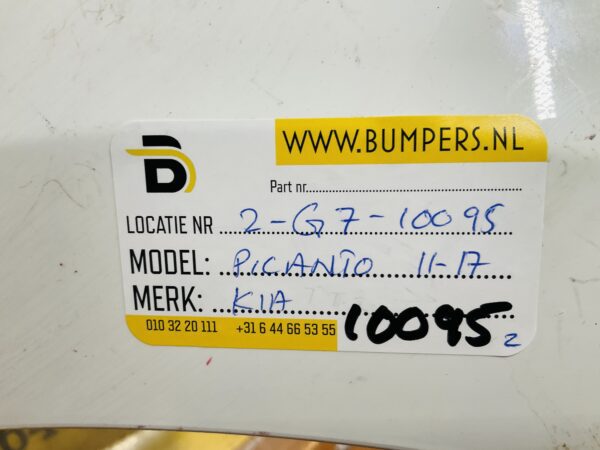 WWW.BUMPERS.NL
Part nr.
LOCATIE NR 2-G7-10095
MODEL: PICANTO 11-17
MERK: KIA
010 32 20 111 +31 6 44 66 53 55 10095 2